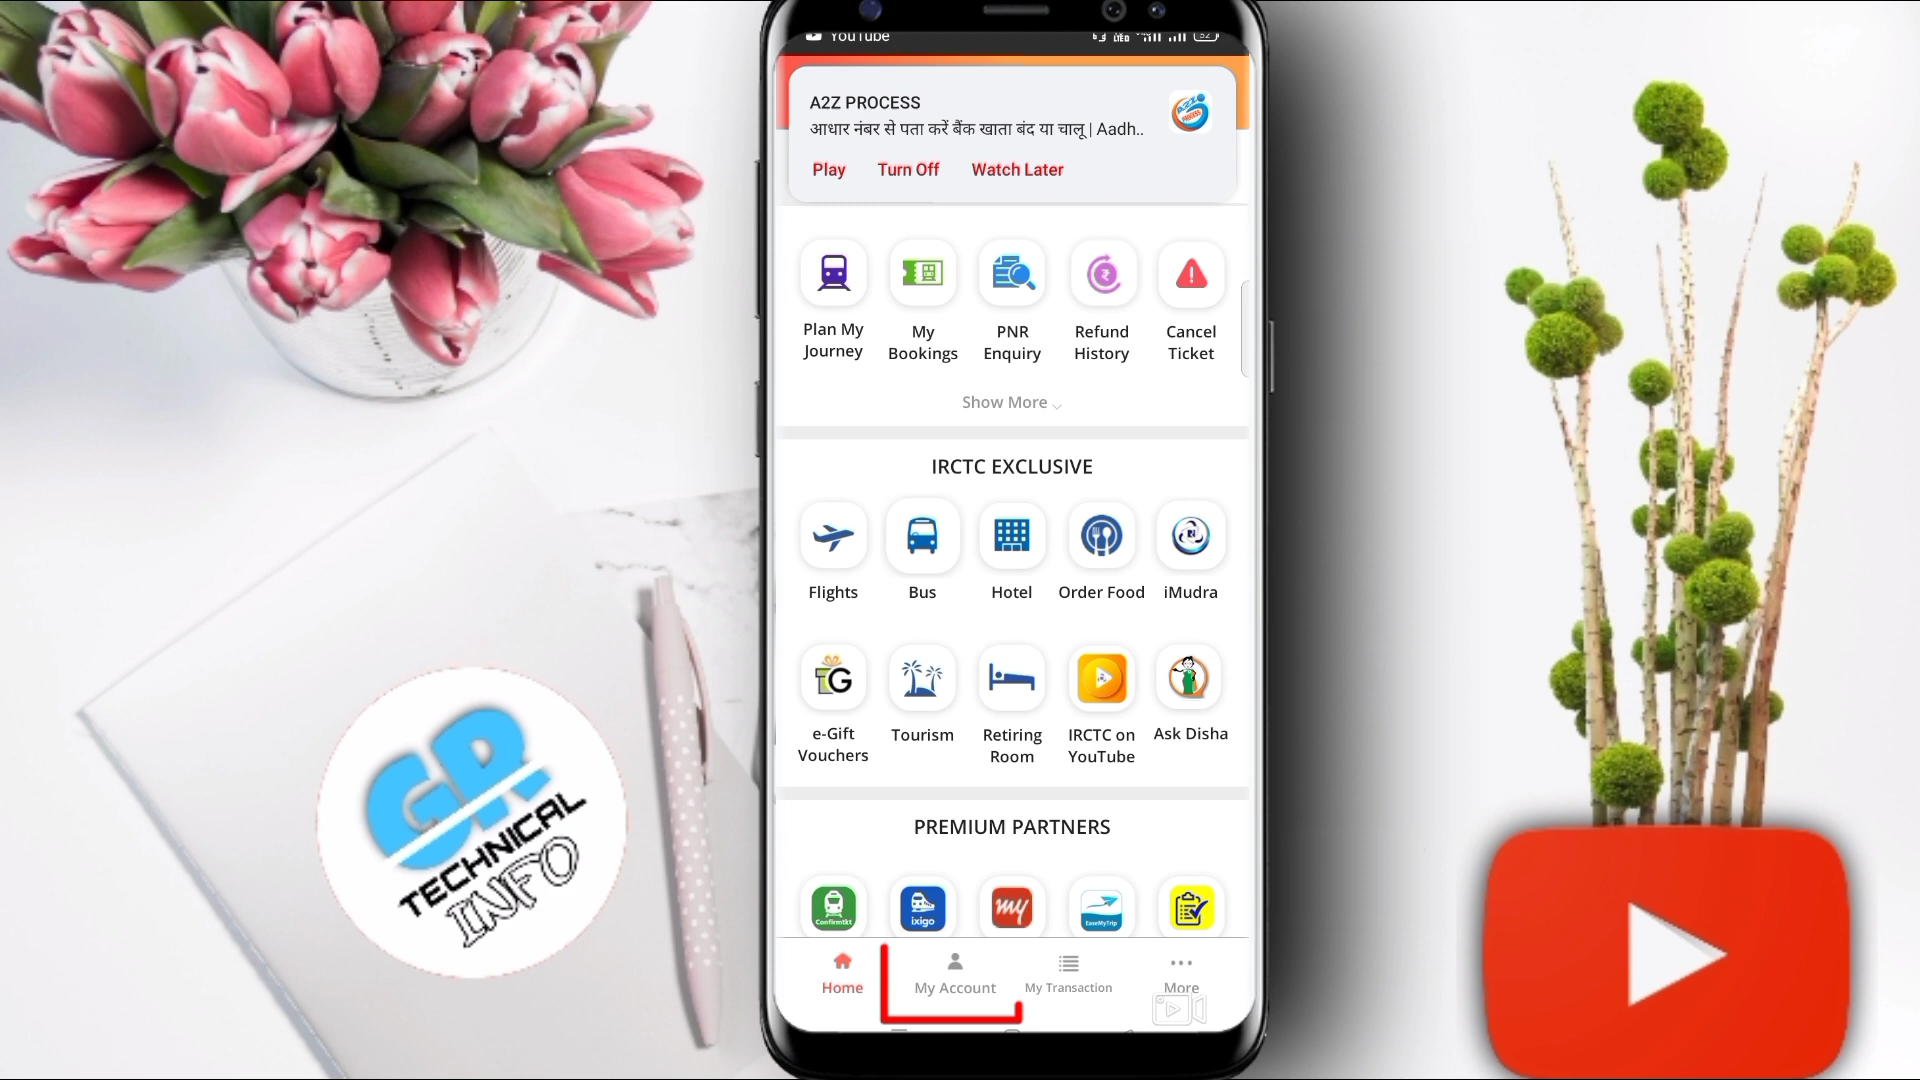 YouTube
A2Z PROCESS
आधार नंबर से पता करें बैंक खाता बंद या चालू | Aadh..
Play Turn Off Watch Later
Plan My Journey
My Bookings
PNR Enquiry
Refund History
Cancel Ticket
Show More
IRCTC EXCLUSIVE
Flights Bus Hotel Order Food iMudra
TG
e-Gift Vouchers
Tourism
Retiring Room
IRCTC on YouTube
Ask Disha
PREMIUM PARTNERS
Confirmtkt
ixigo
my
EaseMyTrip
Home My Account My Transaction More
GR
TECHNICAL
INFO